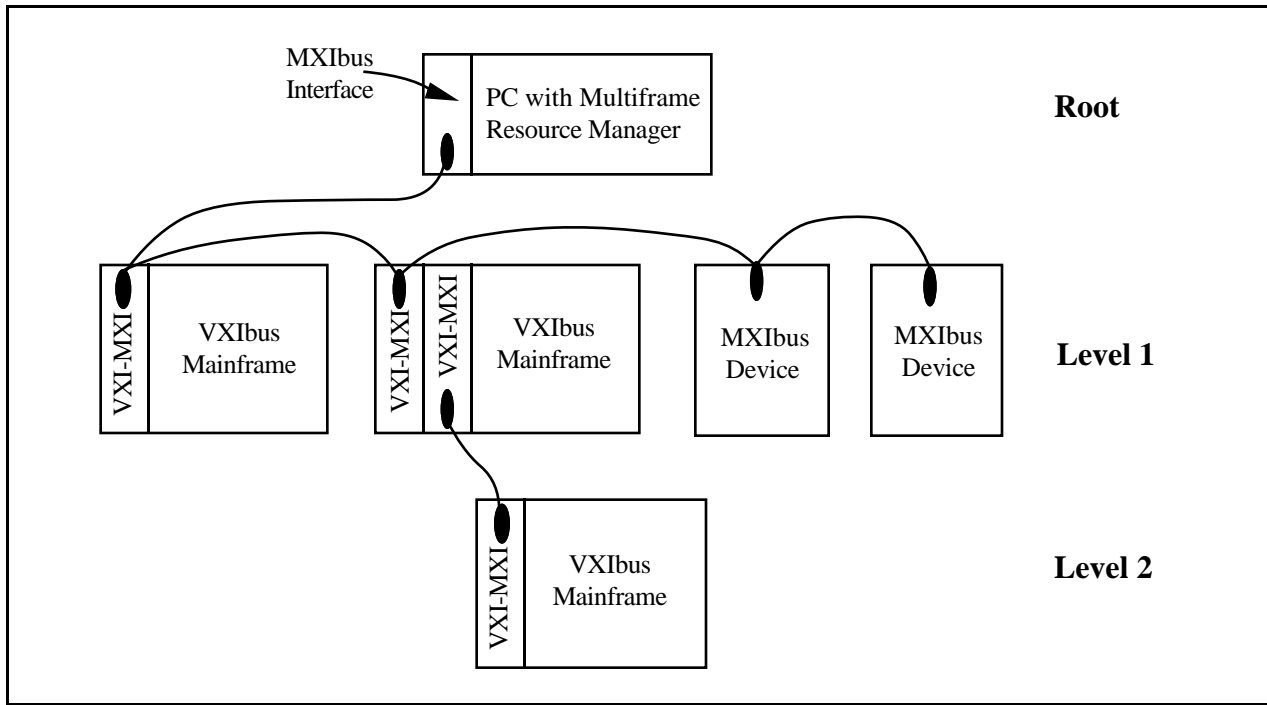 MXIbus
Interface
PC with Multiframe
Resource Manager
Root
VXI-MXI
VXIbus
Mainframe
VXI-MXI
VXI-MXI
VXIbus
Mainframe
MXIbus
Device
MXIbus
Device
Level 1
VXI-MXI
VXIbus
Mainframe
Level 2